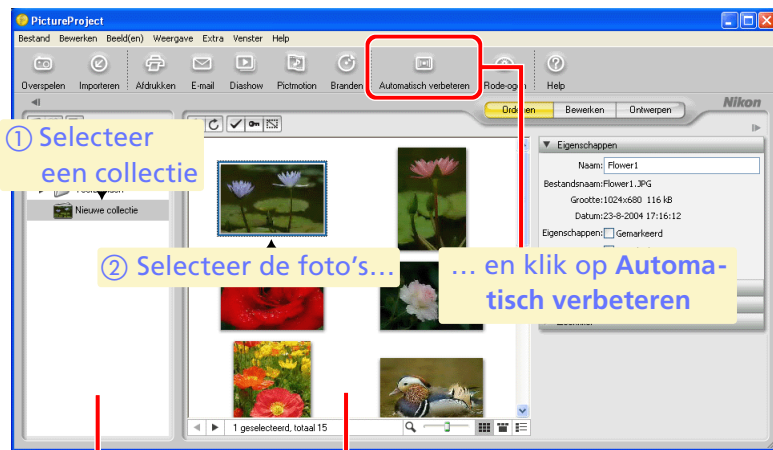 PictureProject
Bestand Bewerken Beeld(en) Weergave Extra Venster Help
Overspelen Importeren Afdrukken E-mail Diashow Pictmotion Branden Automatisch verbeteren Rode-ogen Help
Nikon
Ordenen Bewerken Ontwerpen
① Selecteer
een collectie
Nieuwe collectie
Eigenschappen
Naam: Flower1
Bestandsnaam:Flower1.JPG
Grootte:1024x680 116 kB
Datum:23-8-2004 17:16:12
Eigenschappen: Gemarkeerd
② Selecteer de foto's...
... en klik op Automa-
tisch verbeteren
1 geselecteerd, totaal 15